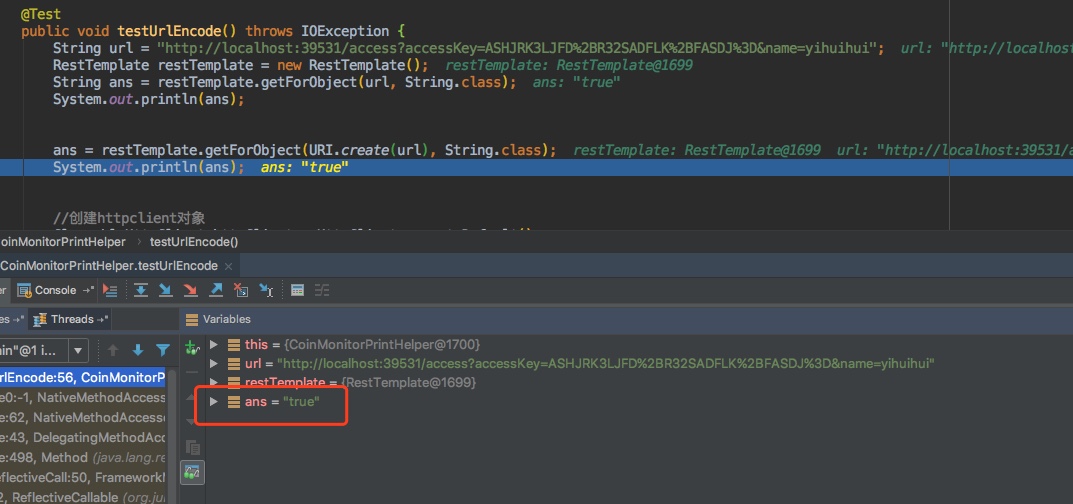 @Test
public void testUrlEncode() throws IOException {
String url = "http://localhost:39531/access?accessKey=ASHJRK3LJFD%2BR32SADFLK%2BFASDJ%3D&name=yihuihui"; url: "http://localhos
RestTemplate restTemplate = new RestTemplate(); restTemplate: RestTemplate@1699
String ans = restTemplate.getForObject(url, String.class); ans: "true"
System.out.println(ans);
ans = restTemplate.getForObject(URI.create(url), String.class); restTemplate: RestTemplate@1699 url: "http://localhost:39531/a
System.out.println(ans); ans: "true"
//创建httpclient对象
oinMonitorPrintHelper › testUrlEncode()
CoinMonitorPrintHelper.testUrlEncode ×
er Console
es Threads Variables
ain"@1 i...
this = {CoinMonitorPrintHelper@1700}
url = "http://localhost:39531/access?accessKey=ASHJRK3LJFD%2BR32SADFLK%2BFASDJ%3D&name=yihuihui"
rlEncode:56, CoinMonitorP
restTemplate = {RestTemplate@1699}
e0:-1, NativeMethodAccess
ans = "true"
e:62, NativeMethodAccess
e:43, DelegatingMethodAcc
e:498, Method (java.lang.re
eflectiveCall:50, FrameworkM
2, ReflectiveCallable (org.ju